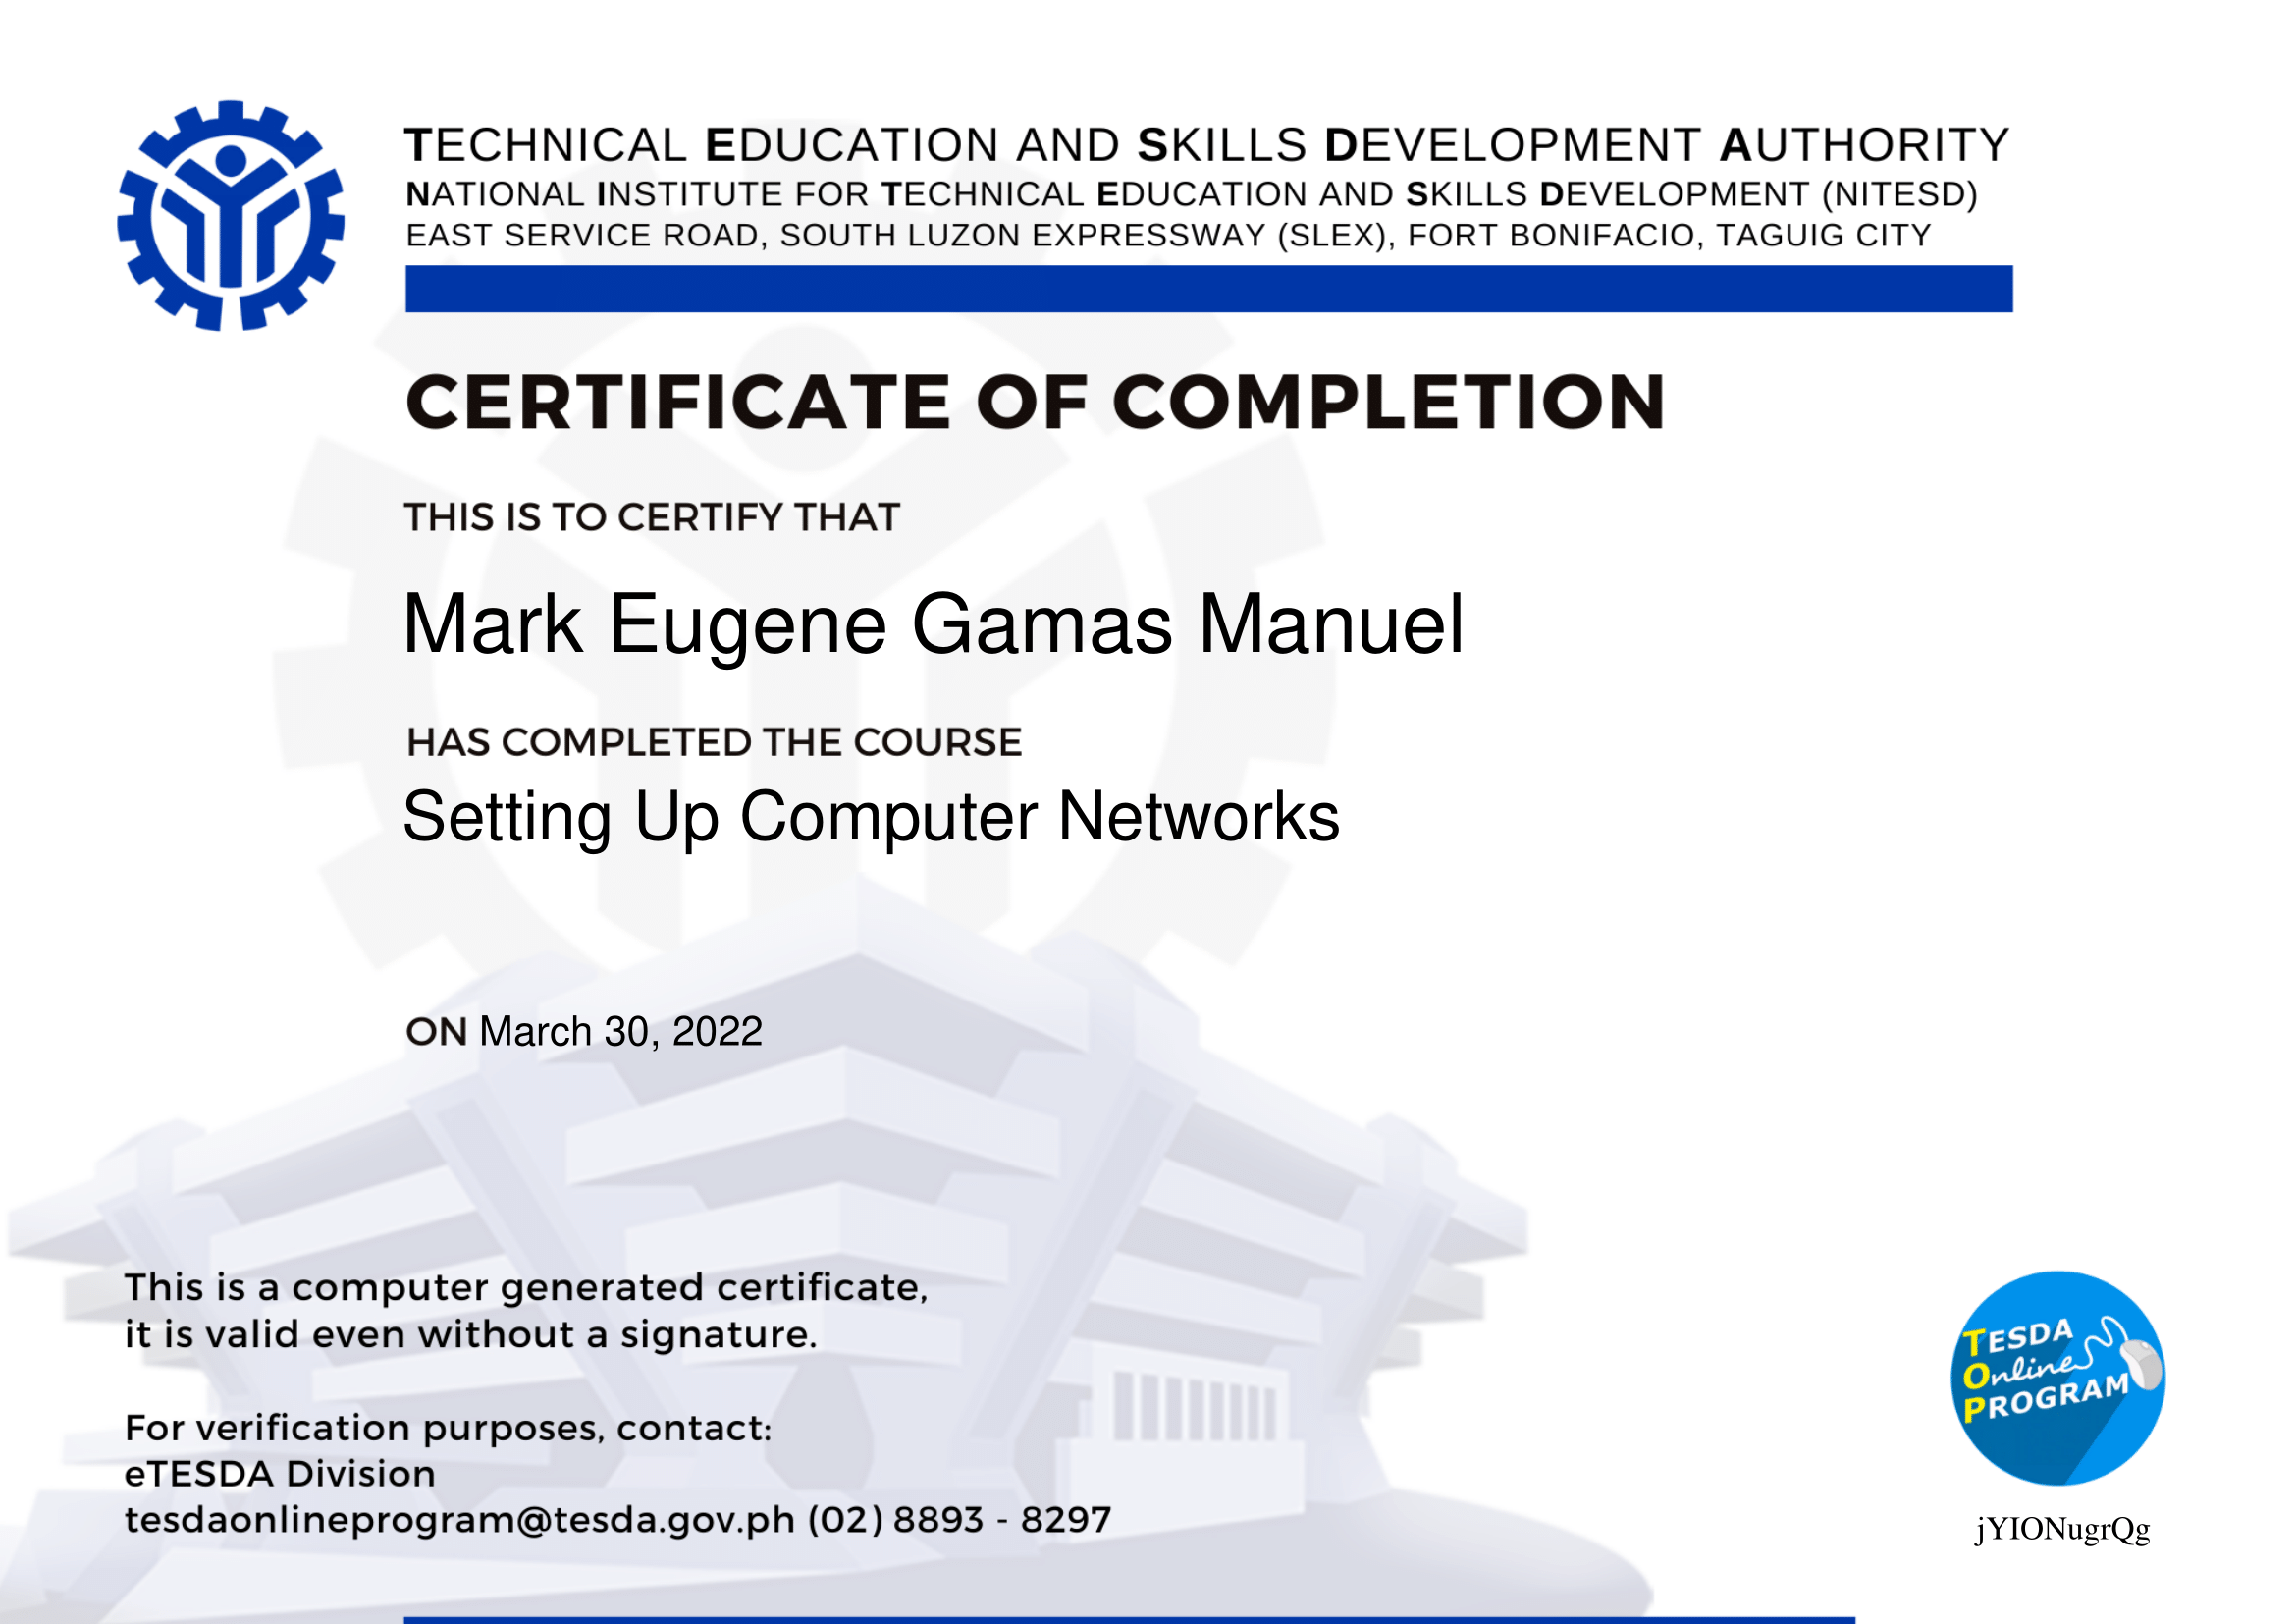 TECHNICAL EDUCATION AND SKILLS DEVELOPMENT AUTHORITY
NATIONAL INSTITUTE FOR TECHNICAL EDUCATION AND SKILLS DEVELOPMENT (NITESD)
EAST SERVICE ROAD, SOUTH LUZON EXPRESSWAY (SLEX), FORT BONIFACIO, TAGUIG CITY
CERTIFICATE OF COMPLETION
THIS IS TO CERTIFY THAT
Mark Eugene Gamas Manuel
HAS COMPLETED THE COURSE
Setting Up Computer Networks
ON March 30, 2022
This is a computer generated certificate,
it is valid even without a signature.
For verification purposes, contact:
eTESDA Division
tesdaonlineprogram@tesda.gov.ph (02) 8893 - 8297
TESDA
Online
PROGRAM
jYIONugrQg